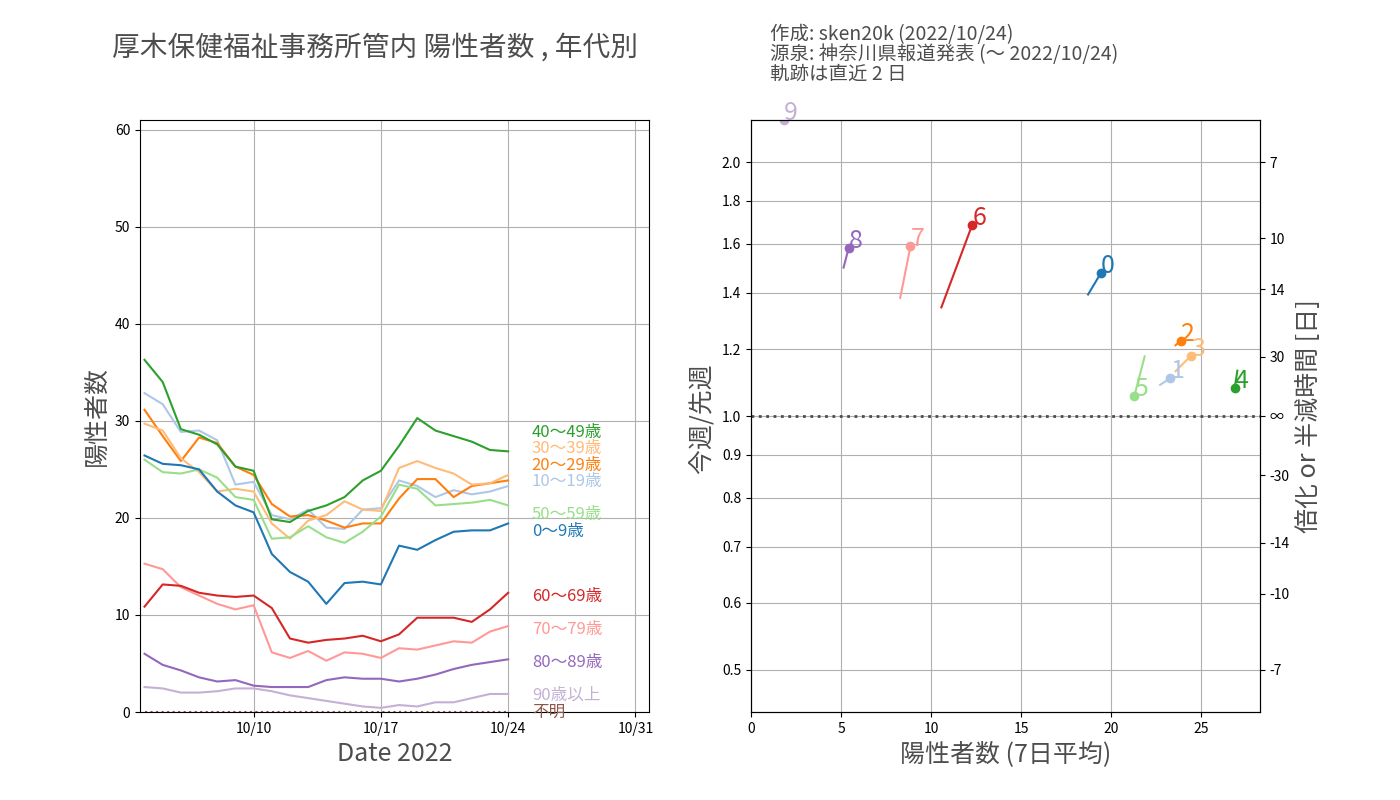 厚木保健福祉事務所管内 陽性者数 , 年代別
作成: sken20k (2022/10/24)
源泉: 神奈川県報道発表 (～ 2022/10/24)
軌跡は直近 2 日
陽性者数
60
50
40
30
20
10
0
10/10
10/17
10/24
10/31
Date 2022
40～49歳
30～39歳
20～29歳
10～19歳
50～59歳
0～9歳
60～69歳
70～79歳
80～89歳
90歳以上
不明
今週/先週
2.0
1.8
1.6
1.4
1.2
1.0
0.9
0.8
0.7
0.6
0.5
9
6
7
8
0
2
3
1
4
5
0
5
10
15
20
25
陽性者数 (7日平均)
7
10
14
30
∞
-30
-14
-10
-7
倍化 or 半減時間 [日]